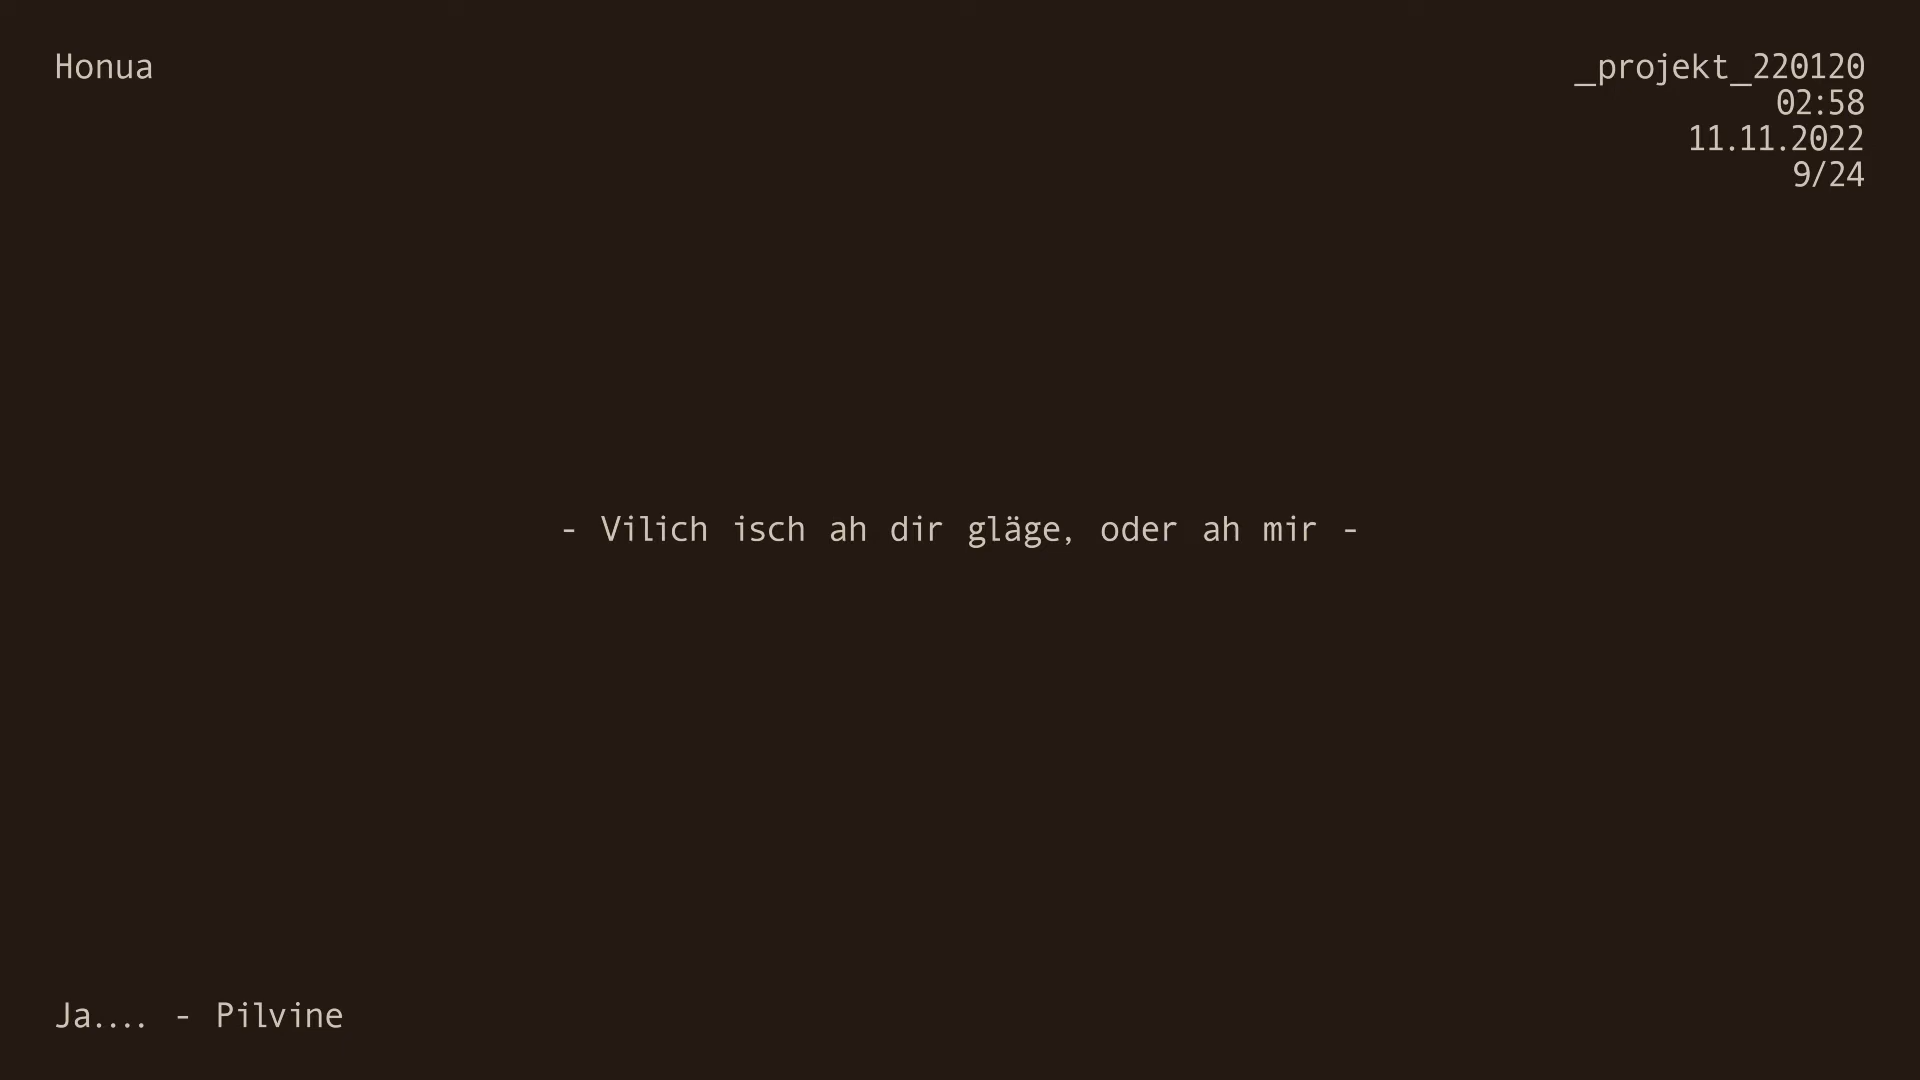 Honua
_projekt_220120
02:58
11.11.2022
9/24
- Vilich isch ah dir gläge, oder ah mir -
Ja.... - Pilvine